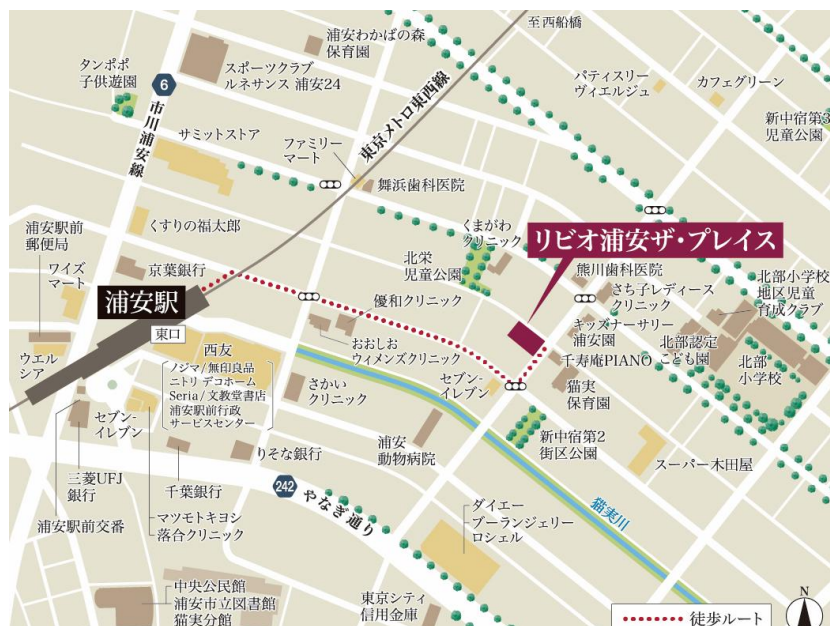 至西船橋
浦安わかばの森
保育園
タンポポ
子供遊園
6
市川浦安線
スポーツクラブ
ルネサンス 浦安24
東京メトロ東西線
パティスリー
ヴィエルジュ
カフェグリーン
新中宿第3
児童公園
サミットストア
ファミリー
マート
舞浜歯科医院
くすりの福太郎
くまがわ
クリニック
リビオ浦安ザ・プレイス
浦安駅前
郵便局
ワイズ
マート
京葉銀行
北栄
児童公園
熊川歯科医院
さち子レディース
クリニック
北部小学校
地区児童
育成クラブ
浦安駅
東口
優和クリニック
キッズナーサリー
浦安園
北部認定
こども園
北部
小学校
ウエル
シア
西友
ノジマ/無印良品
ニトリ デコホーム
Seria/文教堂書店
浦安駅前行政
サービスセンター
おおしお
ウィメンズクリニック
千寿庵PIANO
セブン-
イレブン
猫実
保育園
さかい
クリニック
セブン-
イレブン
新中宿第2
街区公園
浦安
動物病院
りそな銀行
スーパー木田屋
三菱UFJ
銀行
千葉銀行
242
やなぎ通り
猫実川
浦安駅前交番
マツモトキヨシ
落合クリニック
ダイエー
ブーランジェリー
ロシェル
中央公民館
浦安市立図書館
猫実分館
東京シティ
信用金庫
徒歩ルート
N